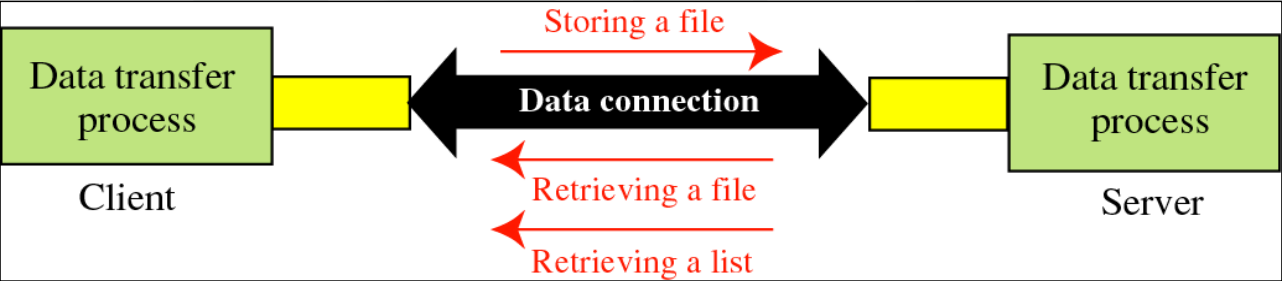 Storing a file
Data transfer
process
Data connection
Data transfer
process
Retrieving a file
Client
Server
Retrieving a list